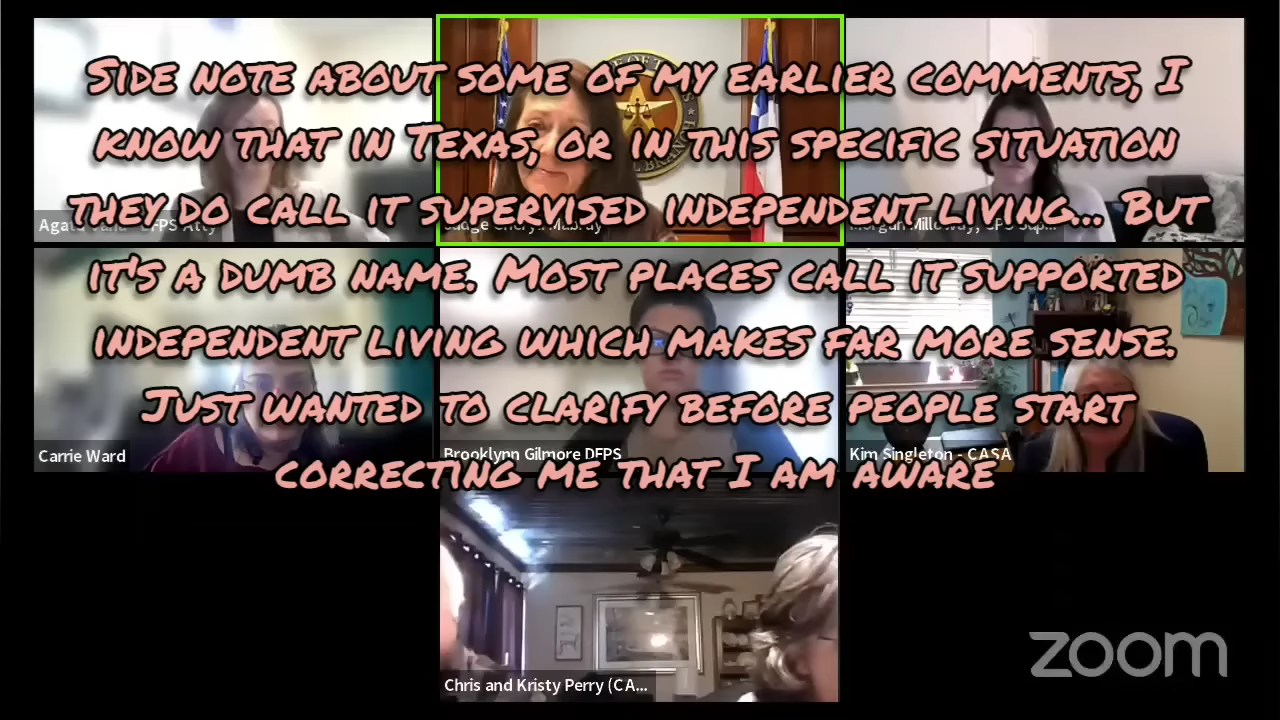 Side note about some of my earlier comments, I
know that in Texas, or in this specific situation
they do call it supervised independent living... But
it's a dumb name. Most places call it supported
independent living which makes far more sense.
Just wanted to clarify before people start
correcting me that I am aware
Carrie Ward
Brooklynn Gilmore DFPS
Kim Singleton - CASA
Chris and Kristy Perry (CA...
zoom